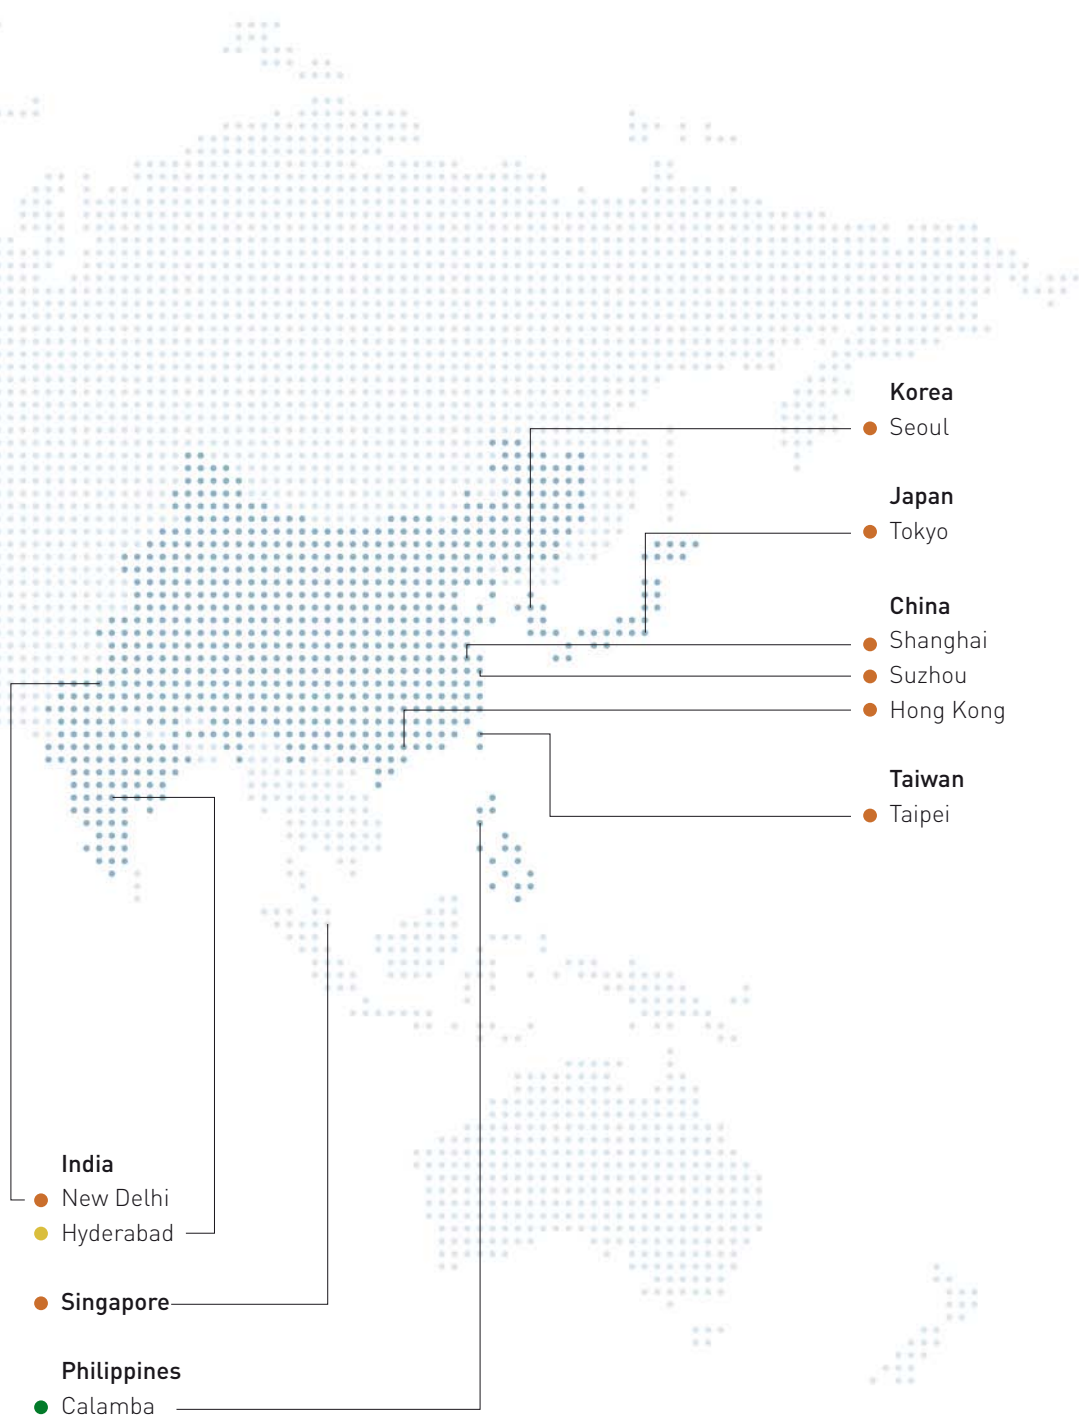 Korea
Seoul
Japan
Tokyo
China
Shanghai
Suzhou
Hong Kong
Taiwan
Taipei
India
New Delhi
Hyderabad
Singapore
Philippines
Calamba